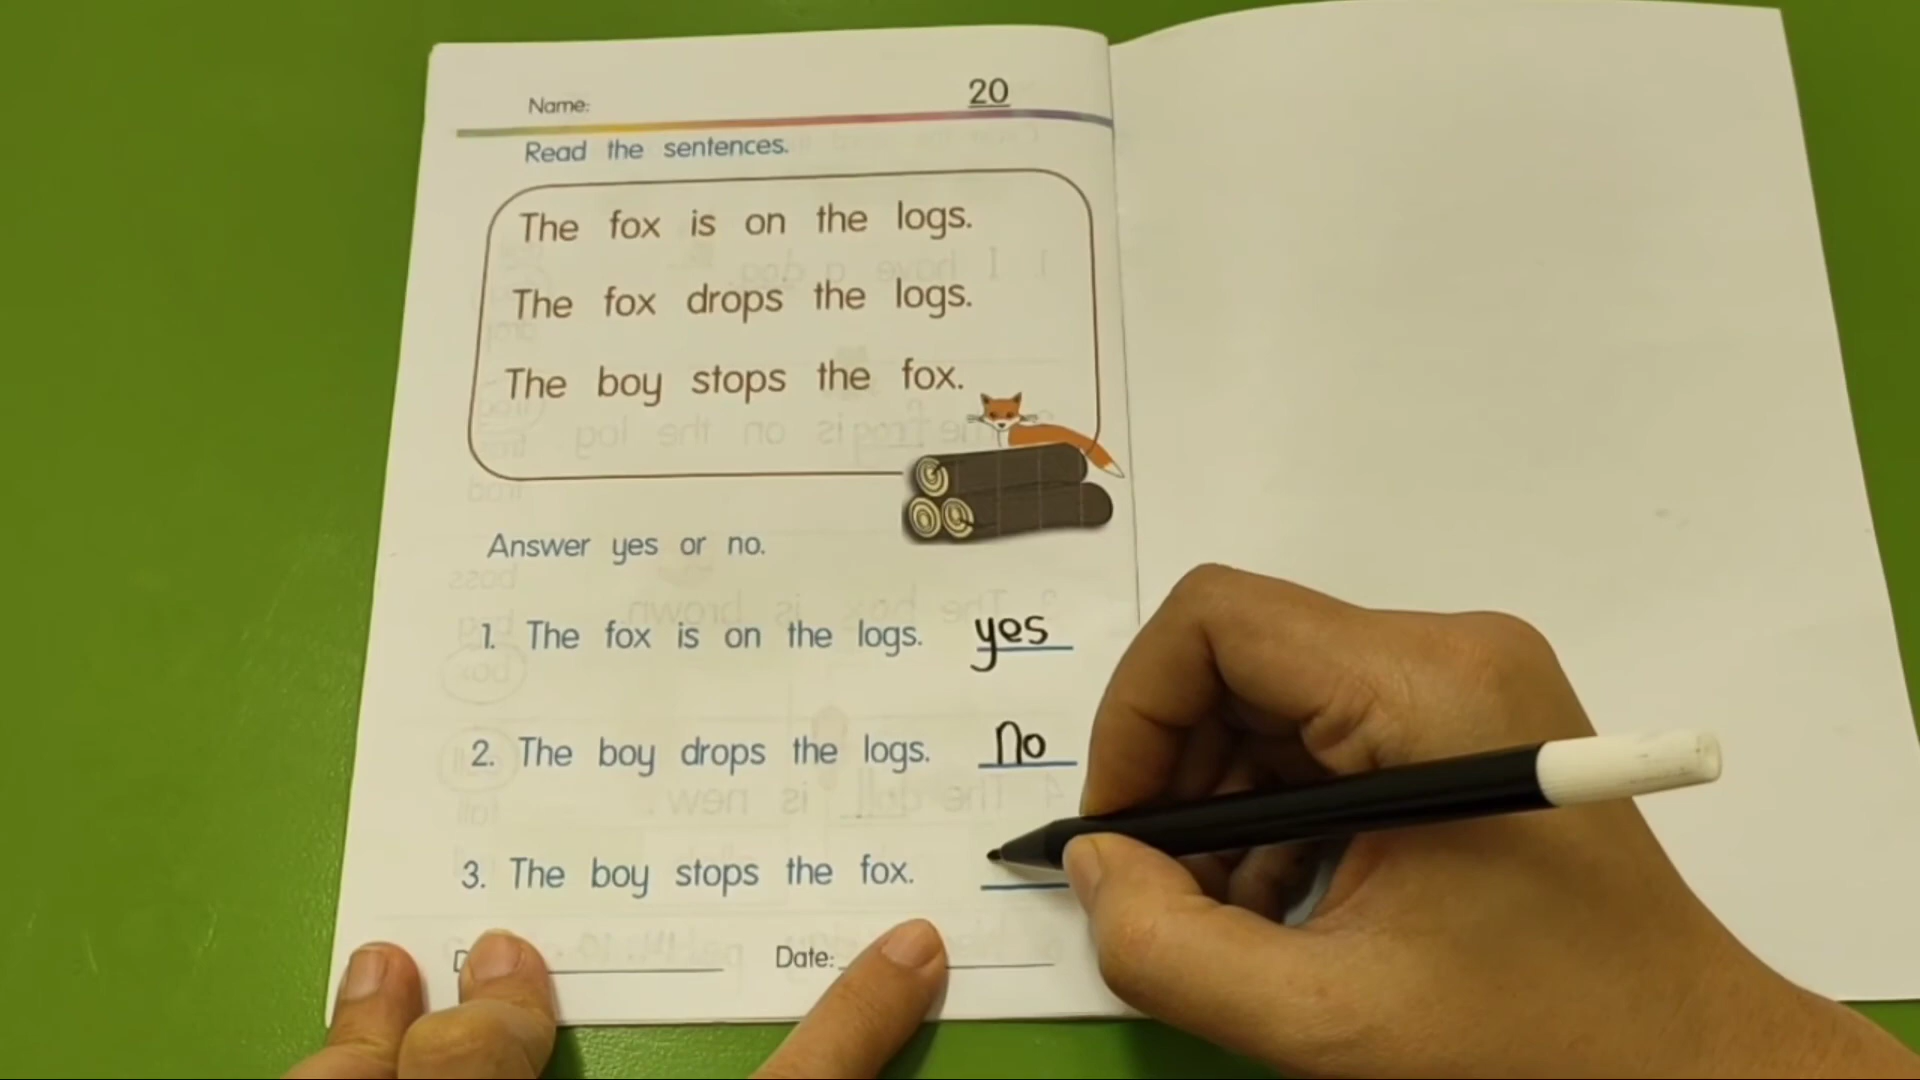 Name:
20
Read the sentences.
The fox is on the logs.
The fox drops the logs.
The boy stops the fox.
Answer yes or no.
1. The fox is on the logs. yes
2. The boy drops the logs. no
3. The boy stops the fox.
Date: